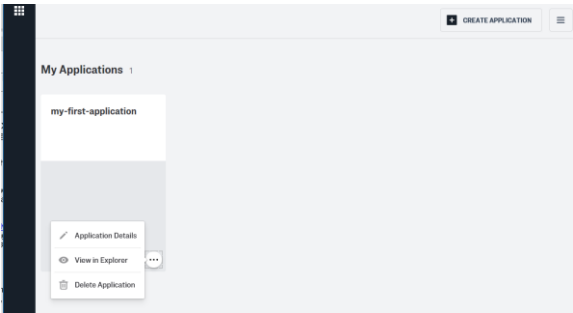 CREATE APPLICATION
My Applications 1
my-first-application
Application Details
View in Explorer
Delete Application